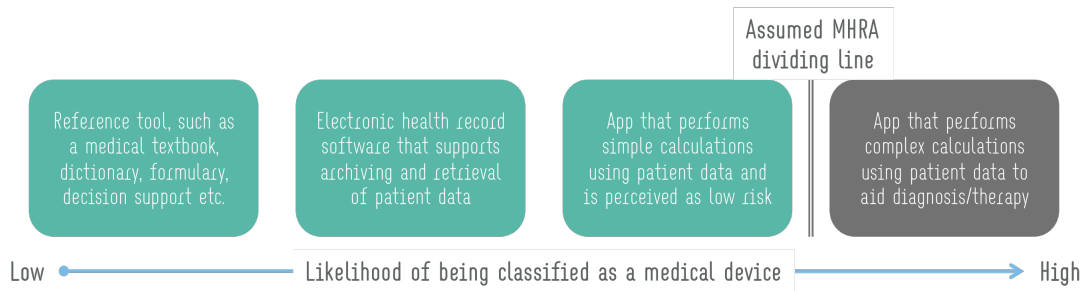 Assumed MHRA
dividing line
Reference tool, such as
a medical textbook,
dictionary, formulary,
decision support etc.
Electronic health record
software that supports
archiving and retrieval
of patient data
App that performs
simple calculations
using patient data and
is perceived as low risk
App that performs
complex calculations
using patient data to
aid diagnosis/therapy
Low
Likelihood of being classified as a medical device
High